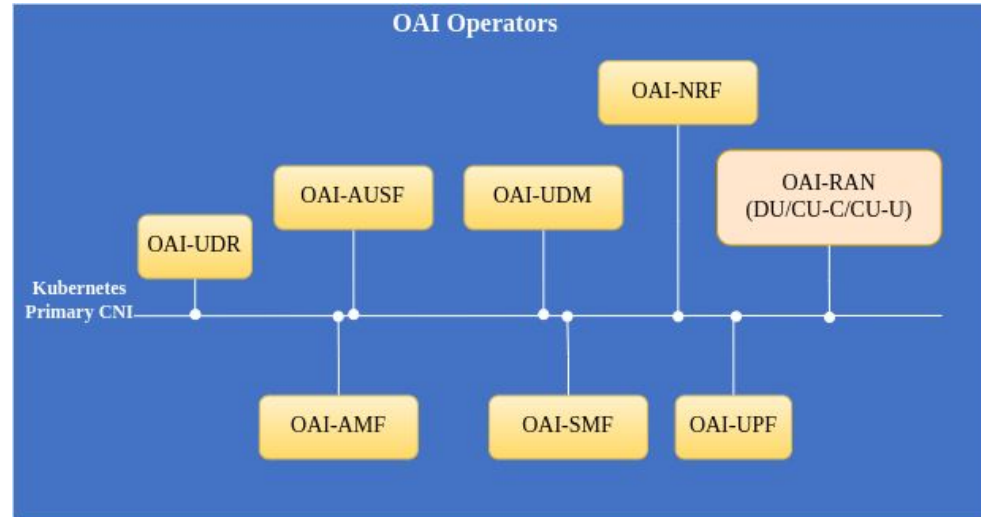 OAI Operators
OAI-NRF
OAI-RAN
(DU/CU-C/CU-U)
OAI-AUSF
OAI-UDM
OAI-UDR
Kubernetes
Primary CNI
OAI-AMF
OAI-SMF
OAI-UPF